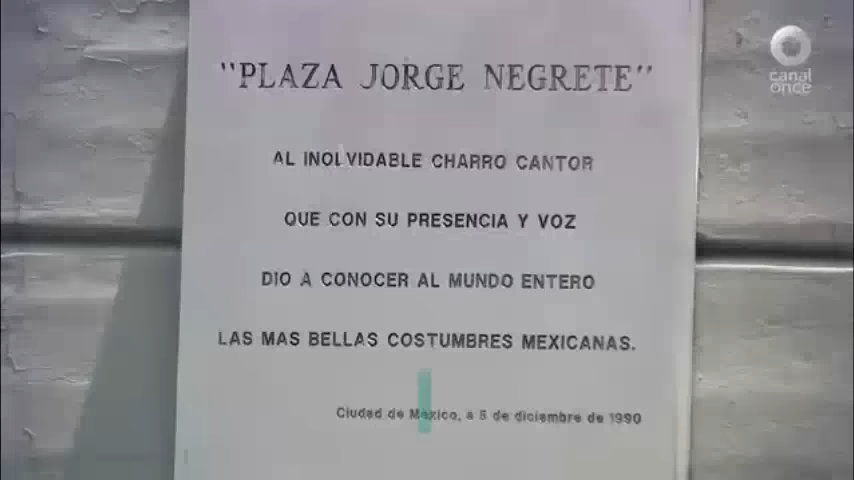 "PLAZA JORGE NEGRETE"
AL INOLVIDABLE CHARRO CANTOR
QUE CON SU PRESENCIA Y VOZ
DIO A CONOCER AL MUNDO ENTERO
LAS MAS BELLAS COSTUMBRES MEXICANAS.
Ciudad de México, a 5 de diciembre de 1990
canal
once